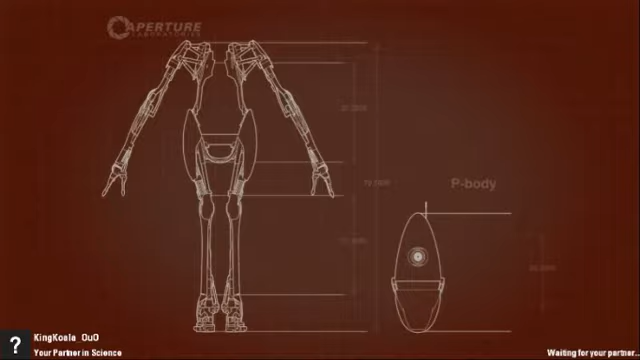 APERTURE
LABORATORIES
P-body
KingKoala_OuO
Your Partner in Science
Waiting for your partner...
?